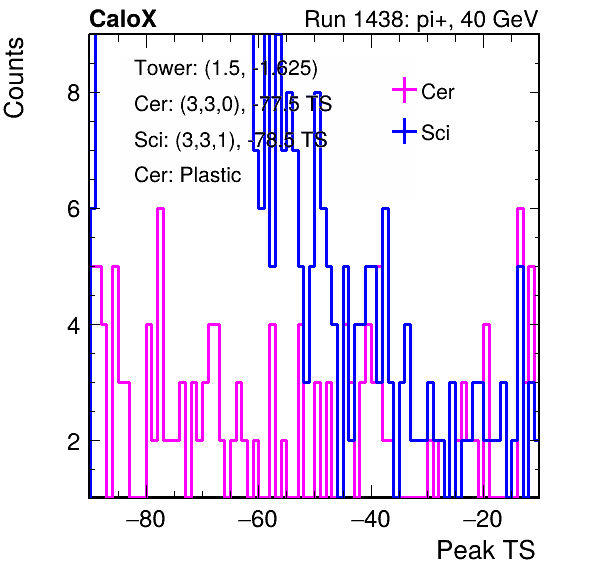 CaloX Run 1438: pi+, 40 GeV
Counts
Tower: (1.5, -1.625)
Cer: (3,3,0), -77.5 TS
Sci: (3,3,1), -78.5 TS
Cer: Plastic
Cer
Sci
8
6
4
2
−80 −60 −40 −20
Peak TS